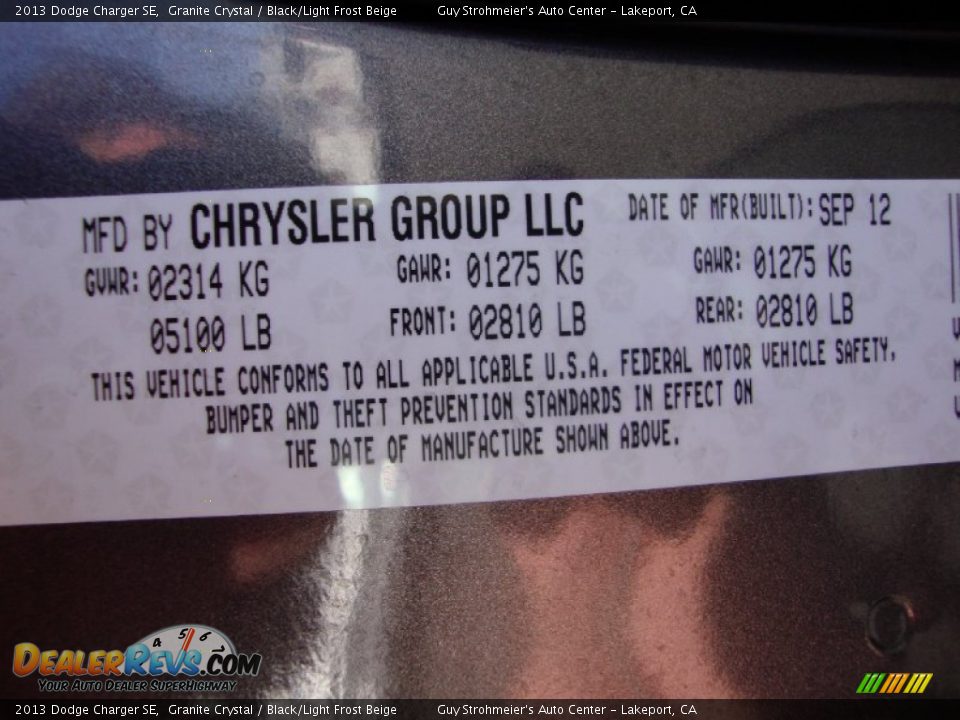 2013 Dodge Charger SE, Granite Crystal / Black/Light Frost Beige Guy Strohmeier's Auto Center - Lakeport, CA
MFD BY CHRYSLER GROUP LLC DATE OF MFR(BUILT): SEP 12
GVWR: 02314 KG GAWR: 01275 KG GAWR: 01275 KG
05100 LB FRONT: 02810 LB REAR: 02810 LB
THIS VEHICLE CONFORMS TO ALL APPLICABLE U.S.A. FEDERAL MOTOR VEHICLE SAFETY,
BUMPER AND THEFT PREVENTION STANDARDS IN EFFECT ON
THE DATE OF MANUFACTURE SHOWN ABOVE.
4 5 6
DEALERREVS.COM
YOUR AUTO DEALER SUPERHIGHWAY
2013 Dodge Charger SE, Granite Crystal / Black/Light Frost Beige Guy Strohmeier's Auto Center - Lakeport, CA